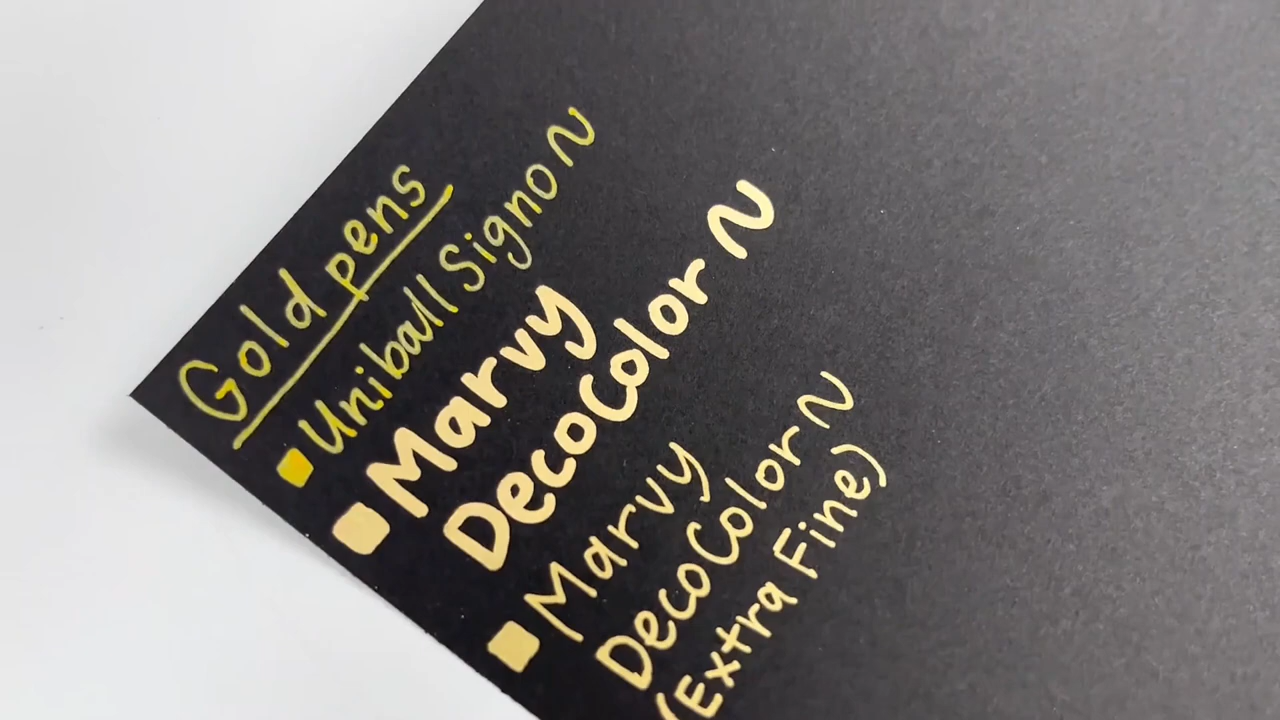 Gold pens
Uniball Signo
Marvy
DecoColor
Marvy
DecoColor
(Extra Fine)